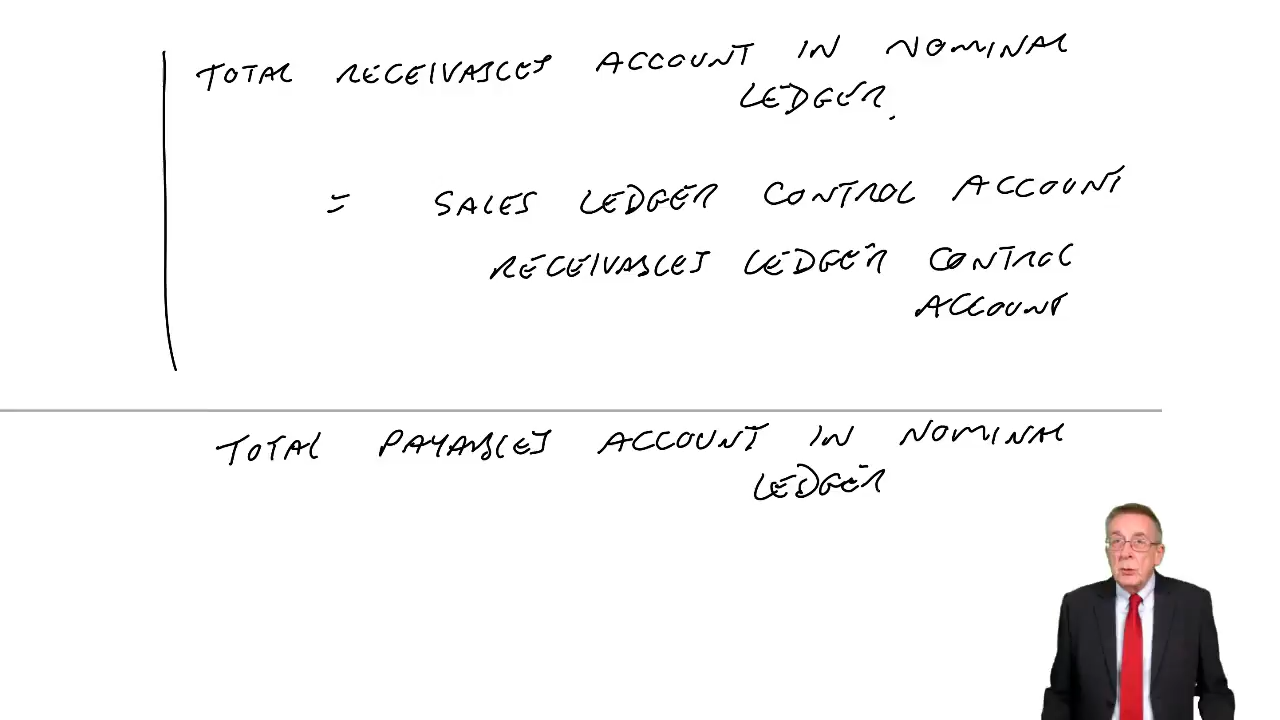 TOTAL RECEIVABLES ACCOUNT IN NOMINAL
LEDGER.
= SALES LEDGER CONTROL ACCOUNT
RECEIVABLES LEDGER CONTROL
ACCOUNT
TOTAL PAYABLES ACCOUNT IN NOMINAL
LEDGER